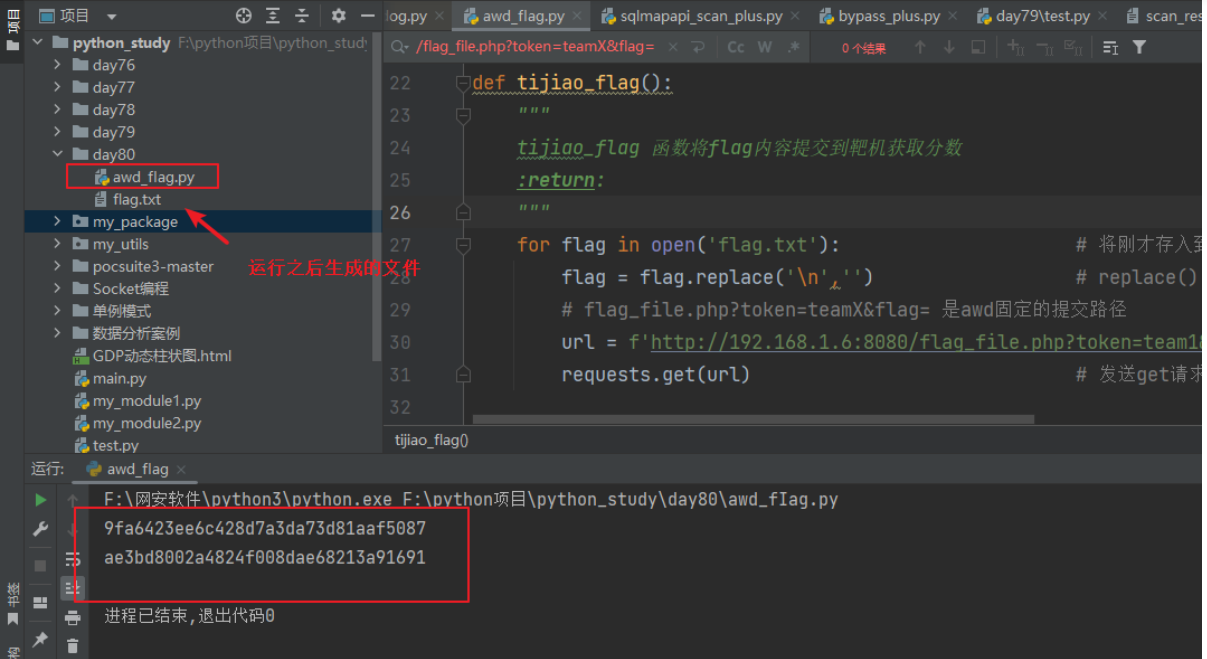 项目
项目
log.py
awd_flag.py
sqlmapapi_scan_plus.py
bypass_plus.py
day79\test.py
scan_res
python_study F:\python项目\python_study
/flag_file.php?token=teamX&flag=
Cc W .*
0个结果
day76
day77
day78
day79
day80
awd_flag.py
flag.txt
my_package
my_utils
pocsuite3-master
Socket编程
单例模式
数据分析案例
GDP动态柱状图.html
main.py
my_module1.py
my_module2.py
test.py
运行之后生成的文件
22 def tijiao_flag():
23 """
24 tijiao_flag 函数将flag内容提交到靶机获取分数
25 :return:
26 """
27 for flag in open('flag.txt'): # 将刚才存入到
28 flag = flag.replace('\n','') # replace()
29 # flag_file.php?token=teamX&flag= 是awd固定的提交路径
30 url = f'http://192.168.1.6:8080/flag_file.php?token=team1&
31 requests.get(url) # 发送get请求
32
tijiao_flag()
运行:
awd_flag
F:\网安软件\python3\python.exe F:\python项目\python_study\day80\awd_fIag.py
9fa6423ee6c428d7a3da73d81aaf5087
ae3bd8002a4824f008dae68213a91691
进程已结束,退出代码0
书签